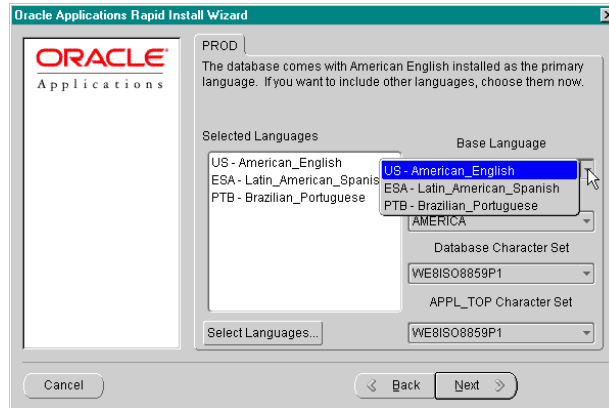 Oracle Applications Rapid Install Wizard
ORACLE
Applications
PROD
The database comes with American English installed as the primary
language. If you want to include other languages, choose them now.
Selected Languages
US - American_English
ESA - Latin_American_Spanis
PTB - Brazilian_Portuguese
Select Languages...
Base Language
US - American_English
ESA - Latin_American_Spanish
PTB - Brazilian_Portuguese
AMERICA
Database Character Set
WE8ISO8859P1
APPL_TOP Character Set
WE8ISO8859P1
Cancel
Back
Next